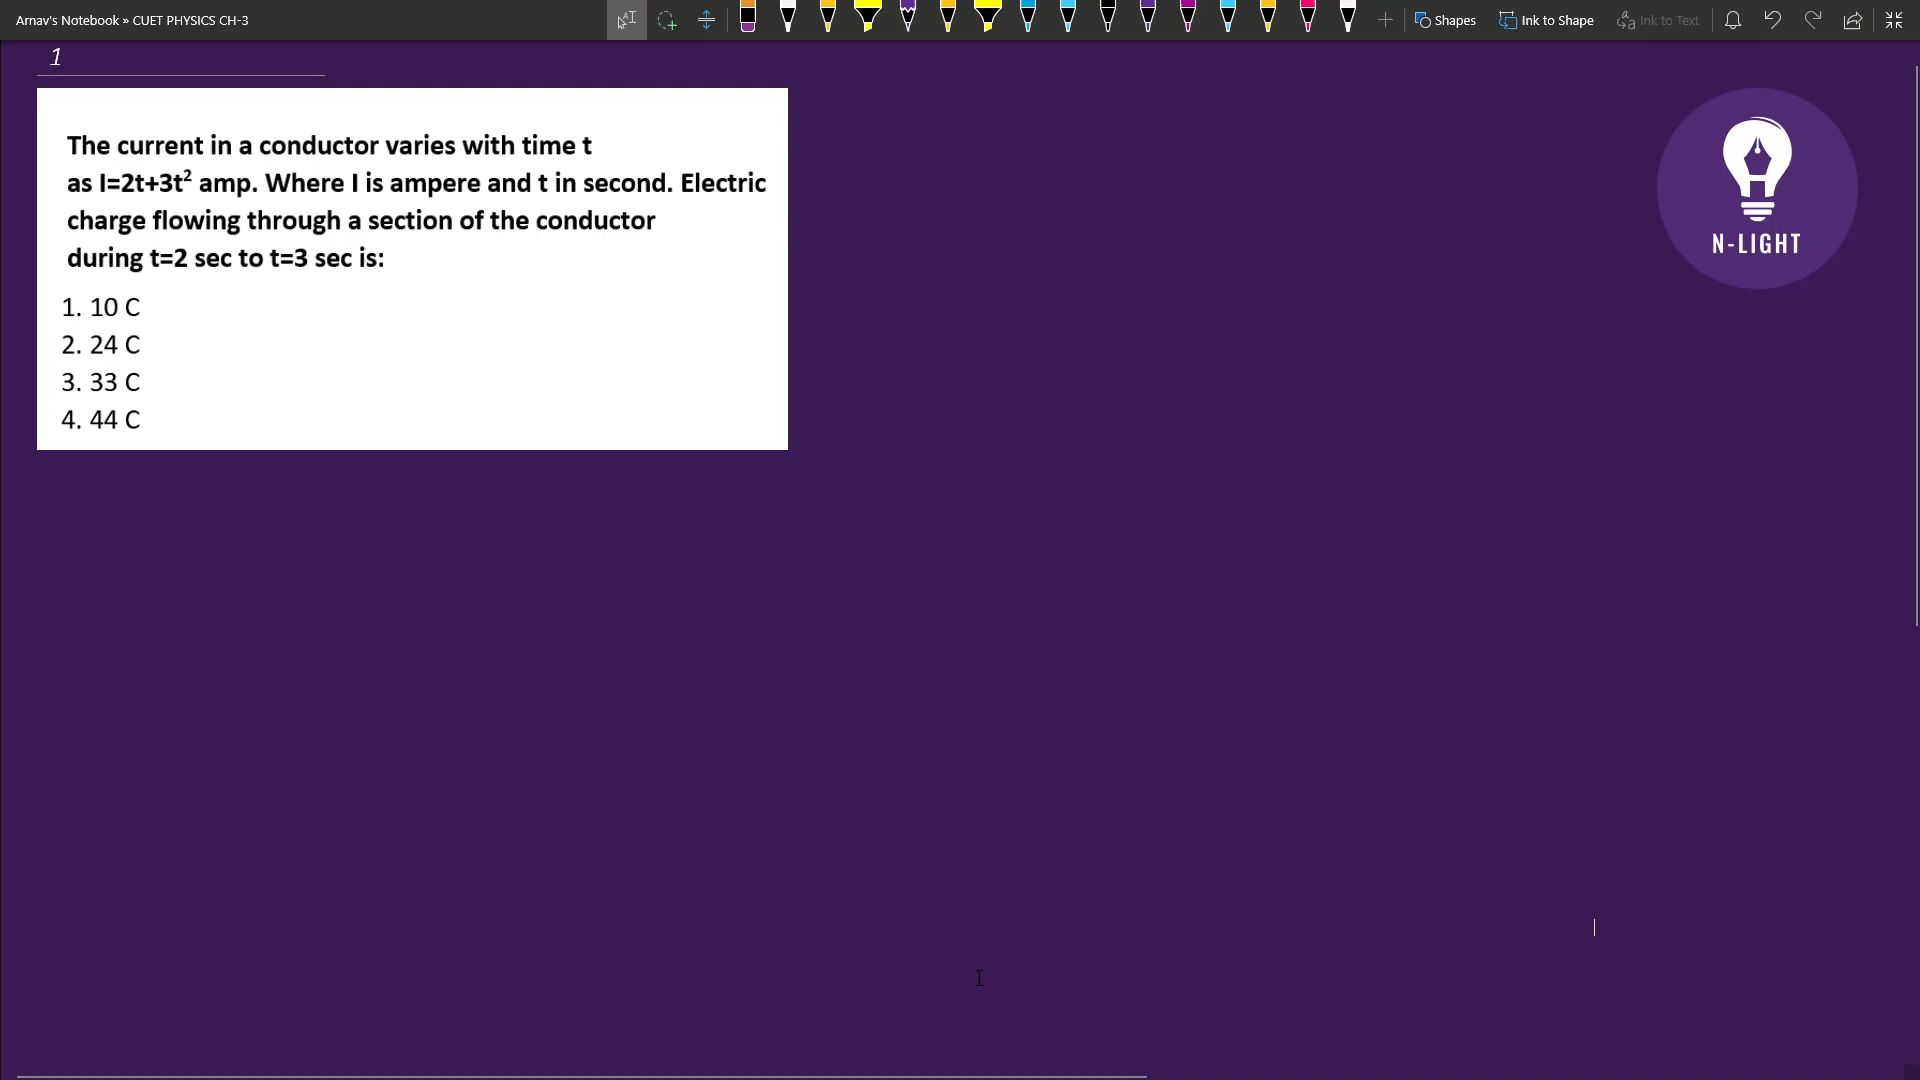 Arnav's Notebook » CUET PHYSICS CH-3
Shapes
Ink to Shape
Ink to Text
1
The current in a conductor varies with time t
as I=2t+3t² amp. Where I is ampere and t in second. Electric
charge flowing through a section of the conductor
during t=2 sec to t=3 sec is:
1. 10 C
2. 24 C
3. 33 C
4. 44 C
N-LIGHT